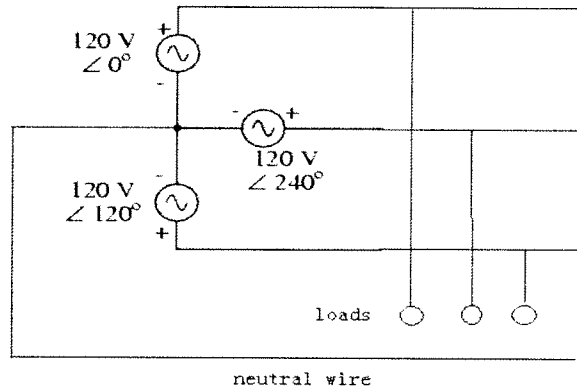 +
120 V
∠ 0°
-
- +
120 V
∠ 240°
-
120 V
∠ 120°
+
loads
neutral wire